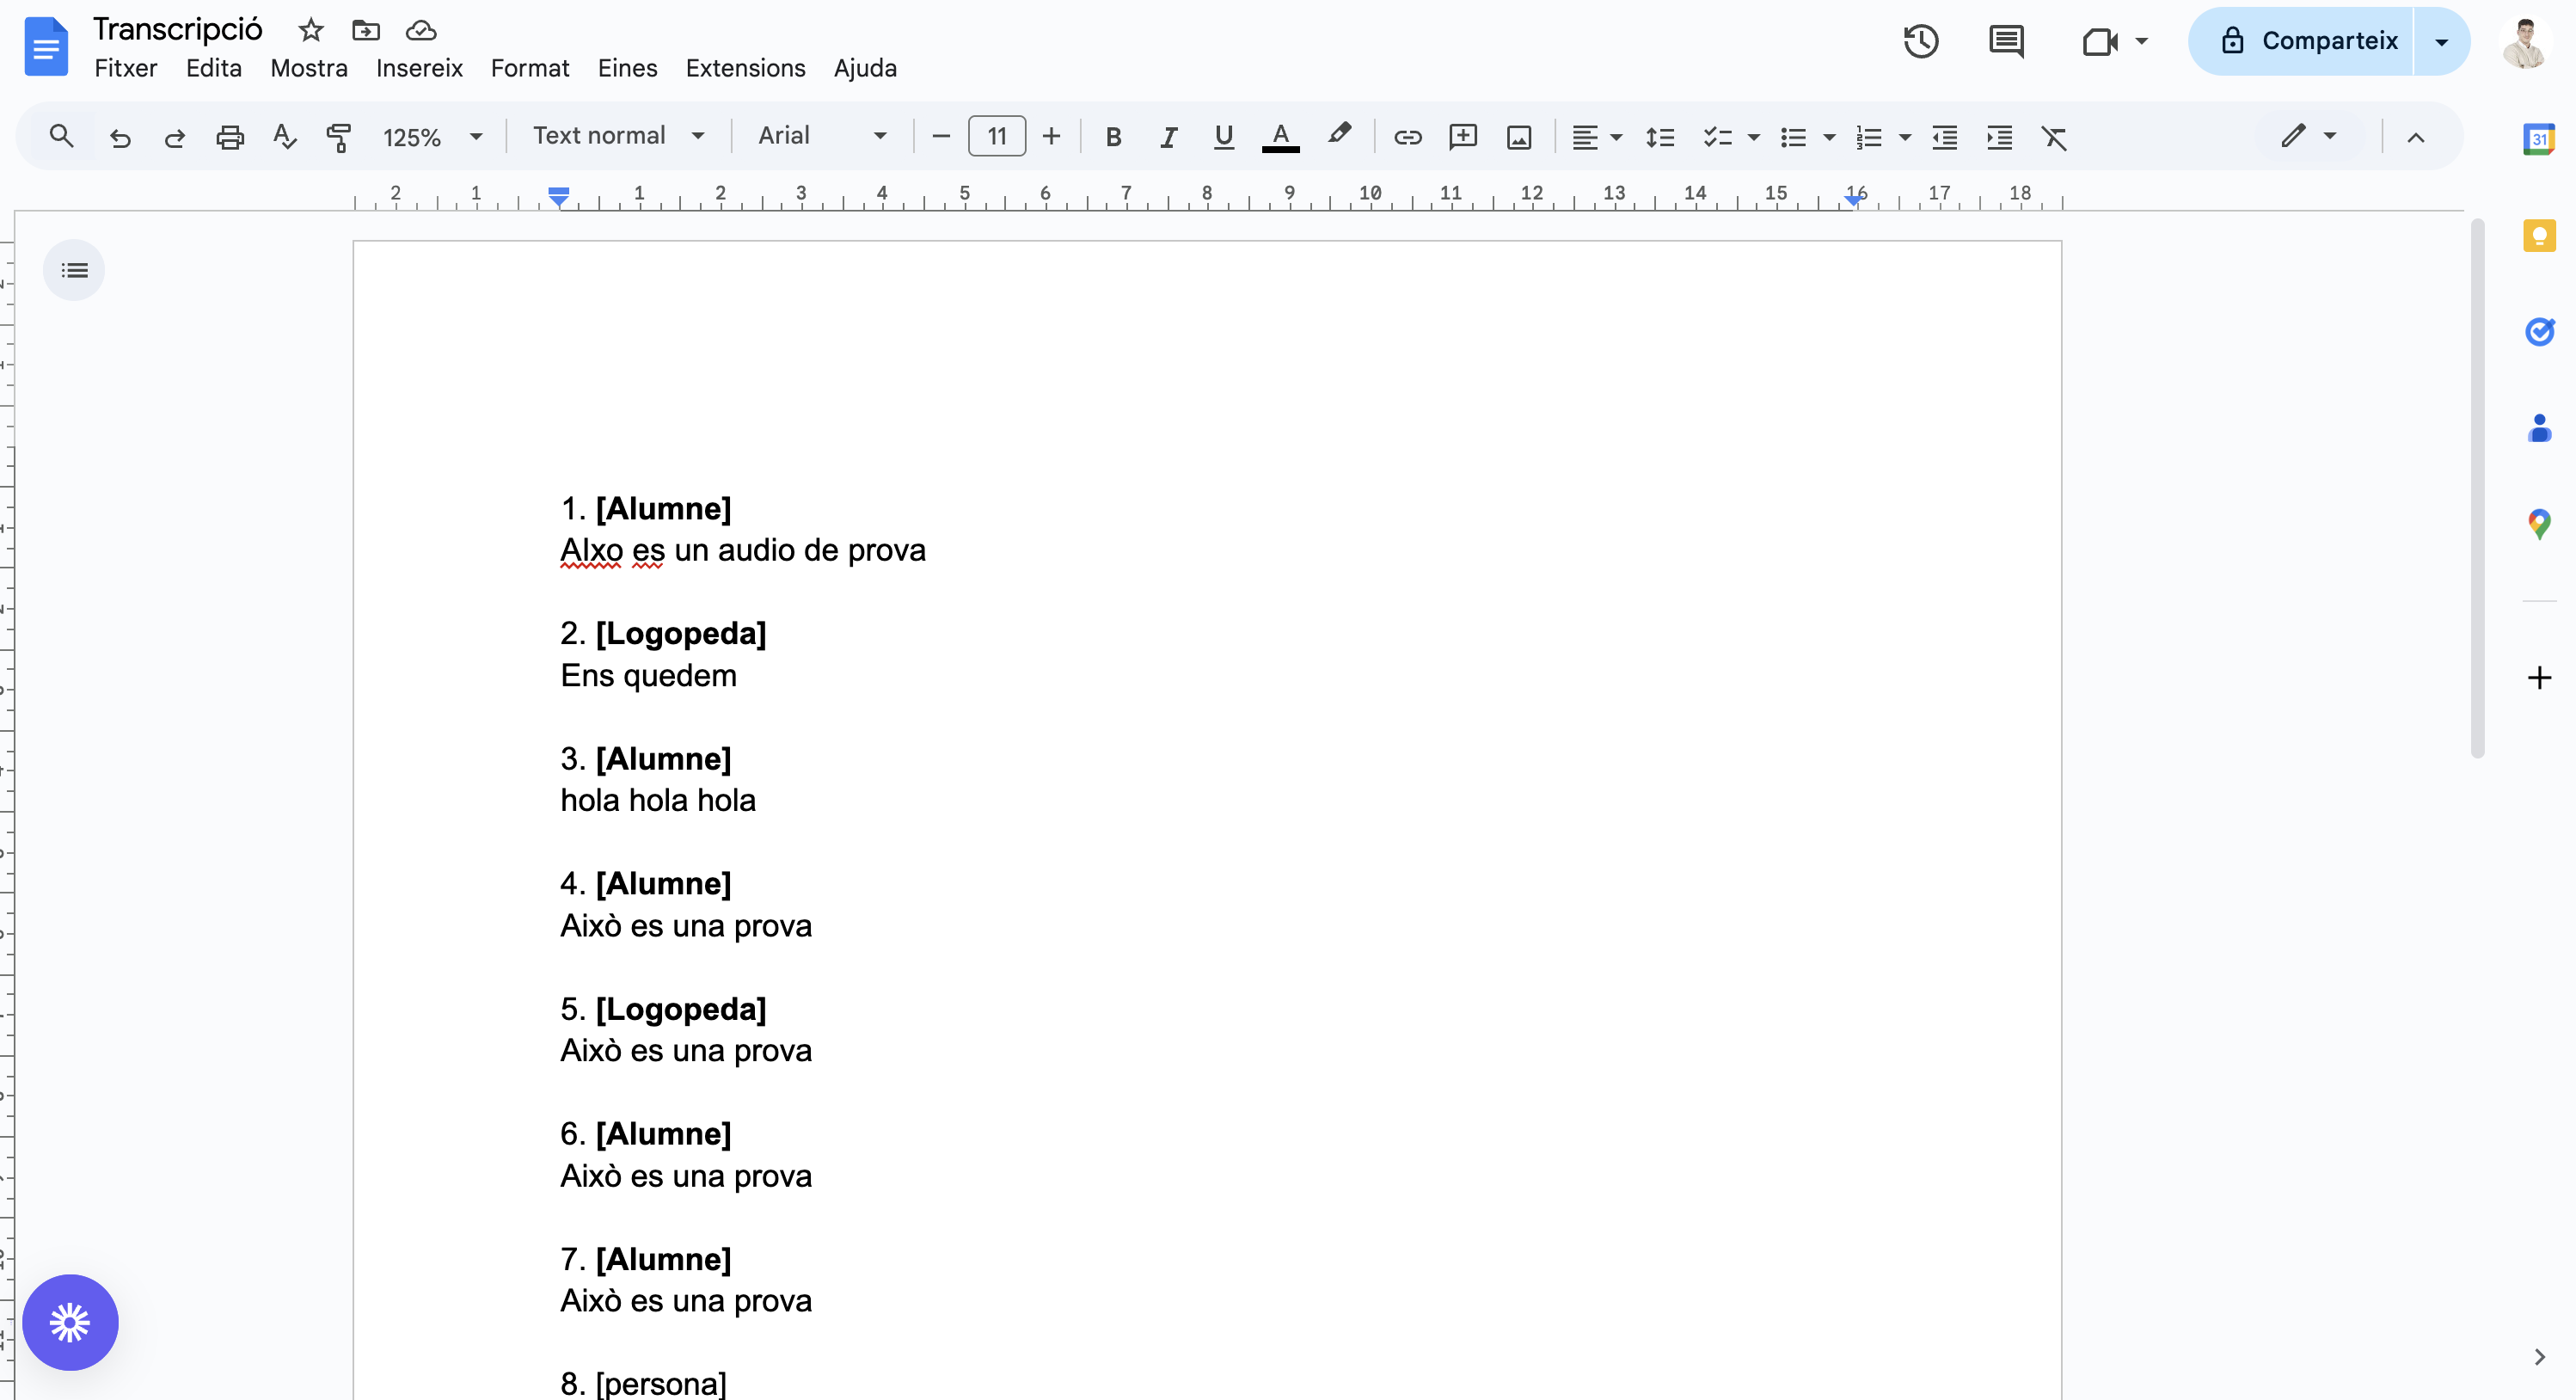 Transcripció
Fitxer Edita Mostra Insereix Format Eines Extensions Ajuda
Comparteix
125% Text normal Arial 11 B I U A
31
2 1 1 2 3 4 5 6 7 8 9 10 11 12 13 14 15 16 17 18
1. [Alumne]
AIxo es un audio de prova
2. [Logopeda]
Ens quedem
3. [Alumne]
hola hola hola
4. [Alumne]
Això es una prova
5. [Logopeda]
Això es una prova
6. [Alumne]
Això es una prova
7. [Alumne]
Això es una prova
8. [persona]